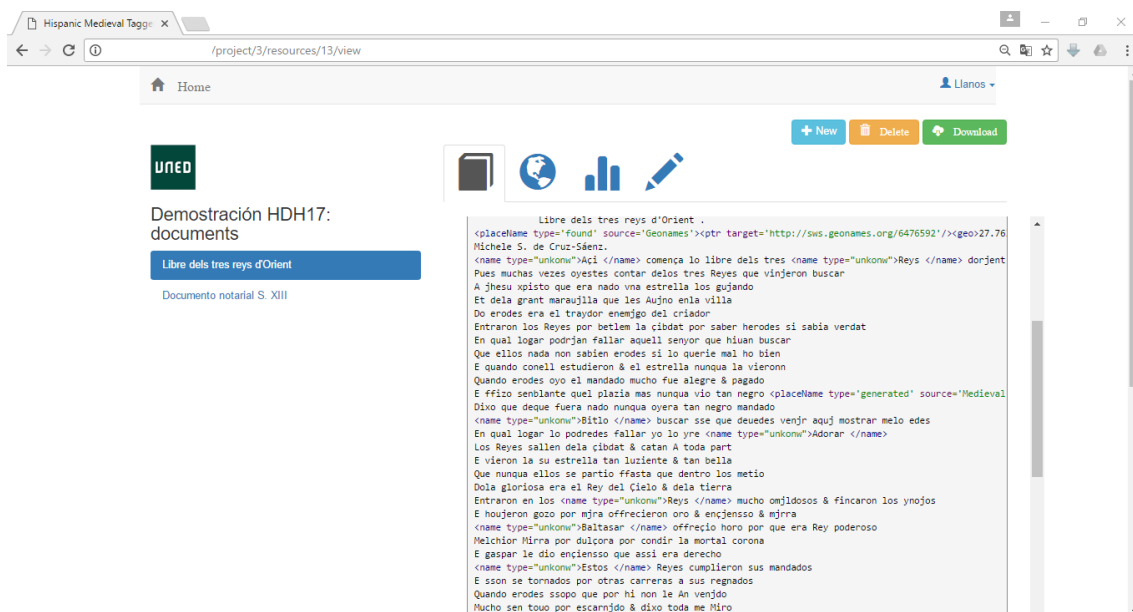 Hispanic Medieval Tagge
/project/3/resources/13/view
Home
Llanos
New
Delete
Download
UNED
Demostración HDH17:
documents
Libre dels tres reys d'Orient
Documento notarial S. XIII
Libre dels tres reys d'Orient .
<placeName type='found' source='Geonames'><ptr target='http://sws.geonames.org/6476592'/><geo>27.76
Michele S. de Cruz-Sáenz.
<name type="unkonw">Açi </name> comença lo libre dels tres <name type="unkonw">Reys </name> dorjent
Pues muchas vezes oyestes contar delos tres Reyes que vinjeron buscar
A jhesu xpisto que era nado vna estrella los gujando
Et dela grant maraujlla que les Aujno enla villa
Do erodes era el traydor enemjgo del criador
Entraron los Reyes por betlem la çibdat por saber herodes si sabia verdat
En qual logar podrjan fallar aquell senyor que hiuan buscar
Que ellos nada non sabien erodes si lo querie mal ho bien
E quando conell estudieron & el estrella nunqua la vieronn
Quando erodes oyo el mandado mucho fue alegre & pagado
E ffizo senblante quel plazia mas nunqua vio tan negro <placeName type='generated' source='Medieval
Dixo que deque fuera nado nunqua oyera tan negro mandado
<name type="unkonw">Bitlo </name> buscar sse que deuedes venjr aquj mostrar melo edes
En qual logar lo podredes fallar yo lo yre <name type="unkonw">Adorar </name>
Los Reyes sallen dela çibdat & catan A toda part
E vieron la su estrella tan luziente & tan bella
Que nunqua ellos se partio ffasta que dentro los metio
Dola gloriosa era el Rey del Çielo & dela tierra
Entraron en los <name type="unkonw">Reys </name> mucho omjldosos & fincaron los ynojos
E houjeron gozo por mjra offrecieron oro & ençjensso & mjrra
<name type="unkonw">Baltasar </name> offreçio horo por que era Rey poderoso
Melchior Mirra por dulçora por condir la mortal corona
E gaspar le dio ençiensso que assi era derecho
<name type="unkonw">Estos </name> Reyes cumplieron sus mandados
E sson se tornados por otras carreras a sus regnados
Quando erodes ssopo que por hi non le An venjdo
Mucho sen touo por escarnjdo & dixo toda me Miro